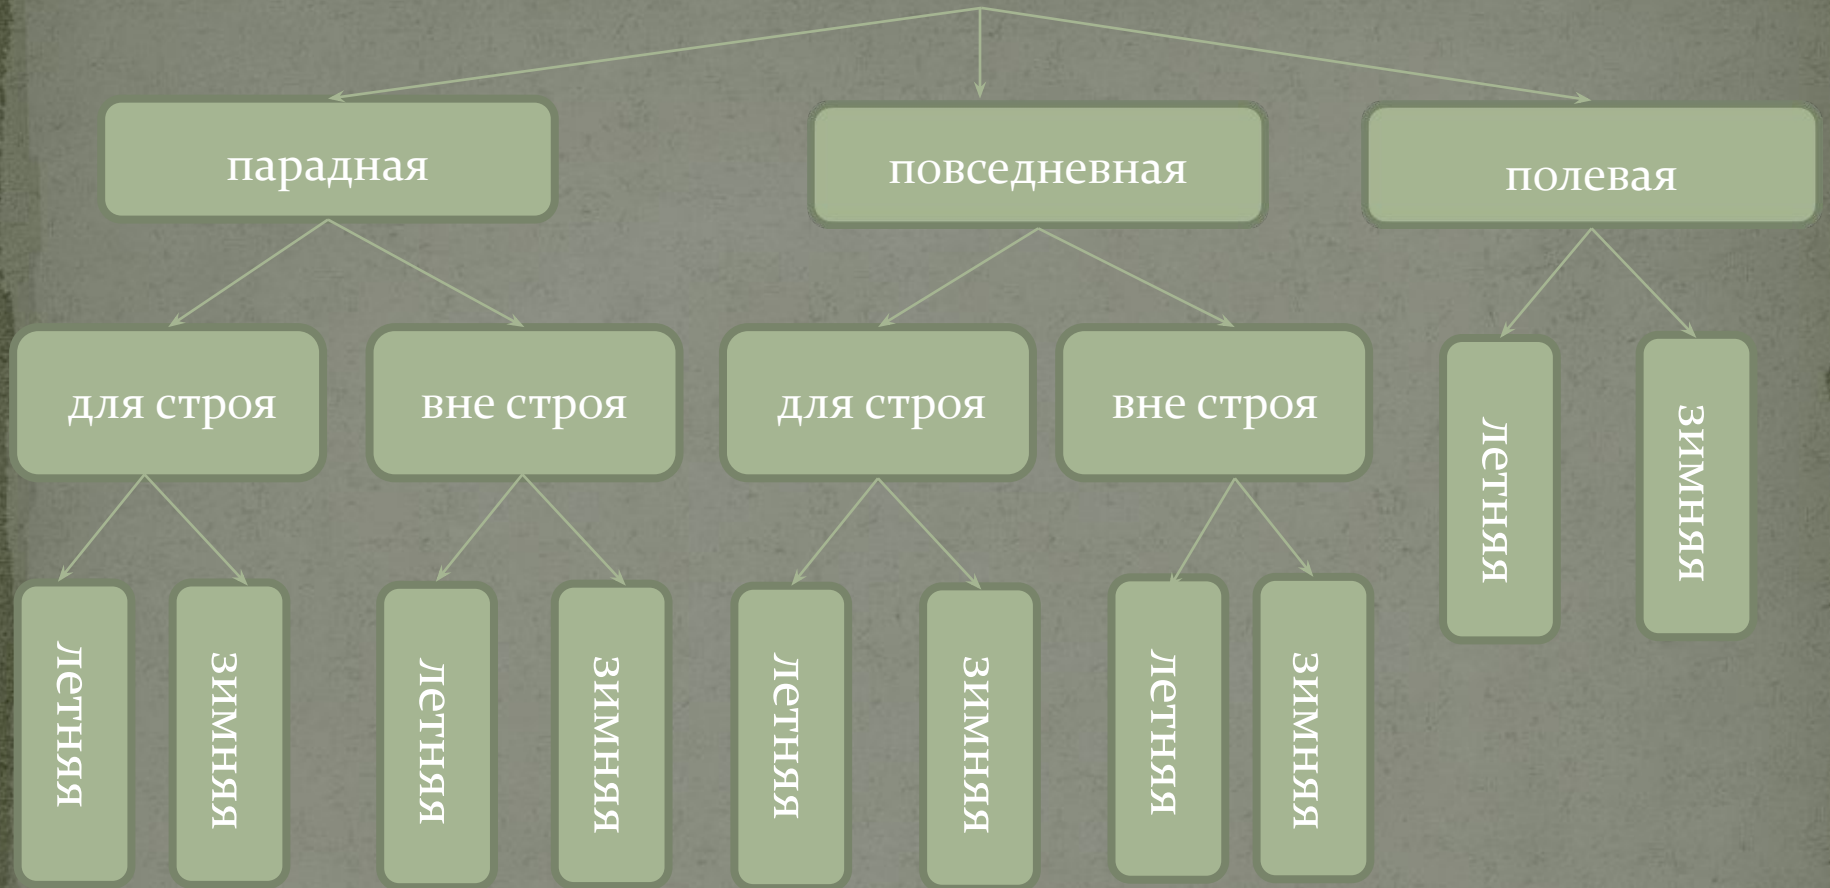 парадная
повседневная
полевая
для строя
вне строя
для строя
вне строя
летняя
зимняя
летняя
зимняя
летняя
зимняя
летняя
зимняя
летняя
зимняя